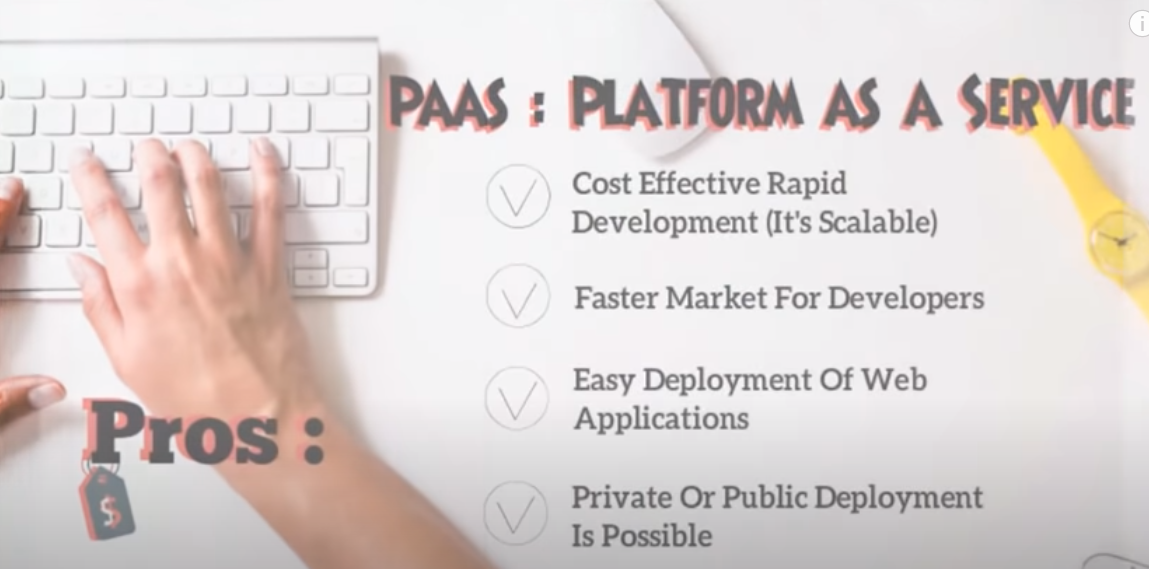 PAAS : PLATFORM AS A SERVICE
Cost Effective Rapid
Development (It's Scalable)
Faster Market For Developers
Easy Deployment Of Web
Applications
Pros :
$
Private Or Public Deployment
Is Possible